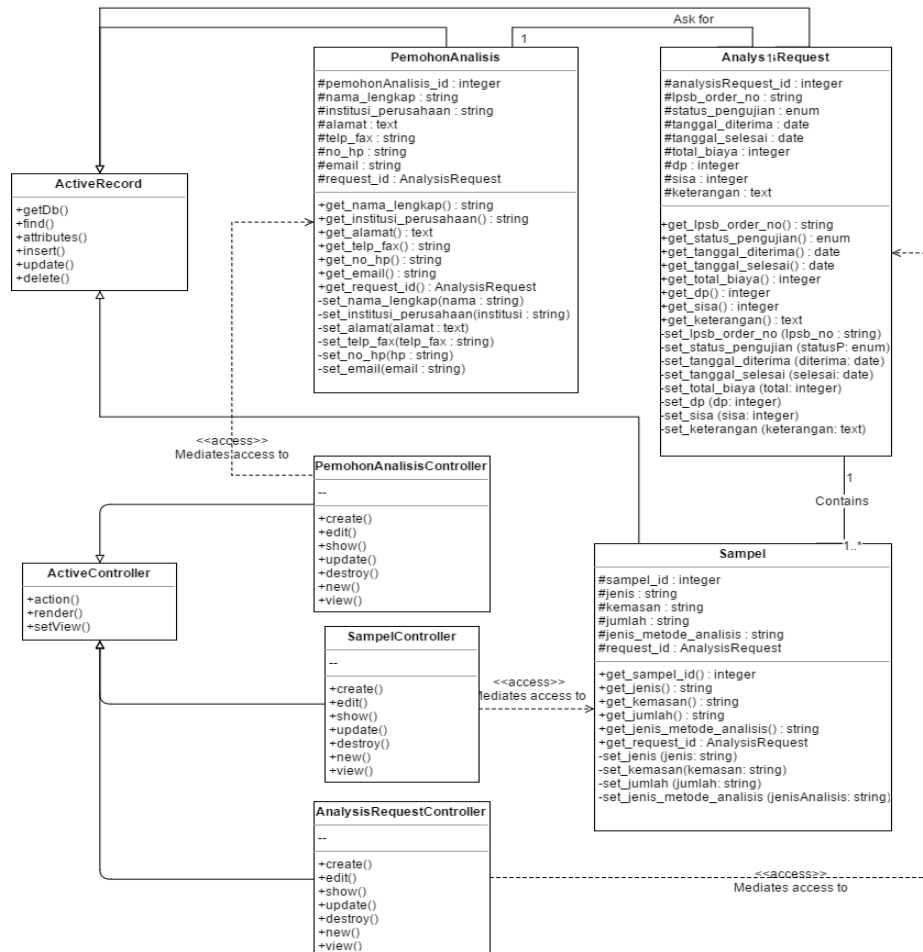 Ask for
1
PemohonAnalisis
#pemohonAnalisis_id : integer
#nama_lengkap : string
#institusi_perusahaan : string
#alamat : text
#telp_fax : string
#no_hp : string
#email : string
#request_id : AnalysisRequest
+get_nama_lengkap() : string
+get_institusi_perusahaan() : string
+get_alamat() : text
+get_telp_fax() : string
+get_no_hp() : string
+get_email() : string
+get_request_id() : AnalysisRequest
-set_nama_lengkap(nama : string)
-set_institusi_perusahaan(institusi : string)
-set_alamat(alamat : text)
-set_telp_fax(telp_fax : string)
-set_no_hp(hp : string)
-set_email(email : string)
1
AnalysisRequest
#analysisRequest_id : integer
#lpsb_order_no : string
#status_pengujian : enum
#tanggal_diterima : date
#tanggal_selesai : date
#total_biaya : integer
#dp : integer
#sisa : integer
#keterangan : text
+get_lpsb_order_no() : string
+get_status_pengujian() : enum
+get_tanggal_diterima() : date
+get_tanggal_selesai() : date
+get_total_biaya() : integer
+get_dp() : integer
+get_sisa() : integer
+get_keterangan() : text
-set_lpsb_order_no (lpsb_no : string)
-set_status_pengujian (statusP: enum)
-set_tanggal_diterima (diterima: date)
-set_tanggal_selesai (selesai: date)
-set_total_biaya (total: integer)
-set_dp (dp: integer)
-set_sisa (sisa: integer)
-set_keterangan (keterangan: text)
ActiveRecord
+getDb()
+find()
+attributes()
+insert()
+update()
+delete()
<<access>>
Mediates access to
PemohonAnalisisController
--
+create()
+edit()
+show()
+update()
+destroy()
+new()
+view()
1
Contains
1..*
ActiveController
+action()
+render()
+setView()
Sampel
#sampel_id : integer
#jenis : string
#kemasan : string
#jumlah : string
#jenis_metode_analisis : string
#request_id : AnalysisRequest
+get_sampel_id() : integer
+get_jenis() : string
+get_kemasan() : string
+get_jumlah() : string
+get_jenis_metode_analisis() : string
+get_request_id : AnalysisRequest
-set_jenis (jenis: string)
-set_kemasan(kemasan: string)
-set_jumlah (jumlah: string)
-set_jenis_metode_analisis (jenisAnalisis: string)
SampelController
--
+create()
+edit()
+show()
+update()
+destroy()
+new()
+view()
<<access>>
Mediates access to
AnalysisRequestController
--
+create()
+edit()
+show()
+update()
+destroy()
+new()
+view()
<<access>>
Mediates access to